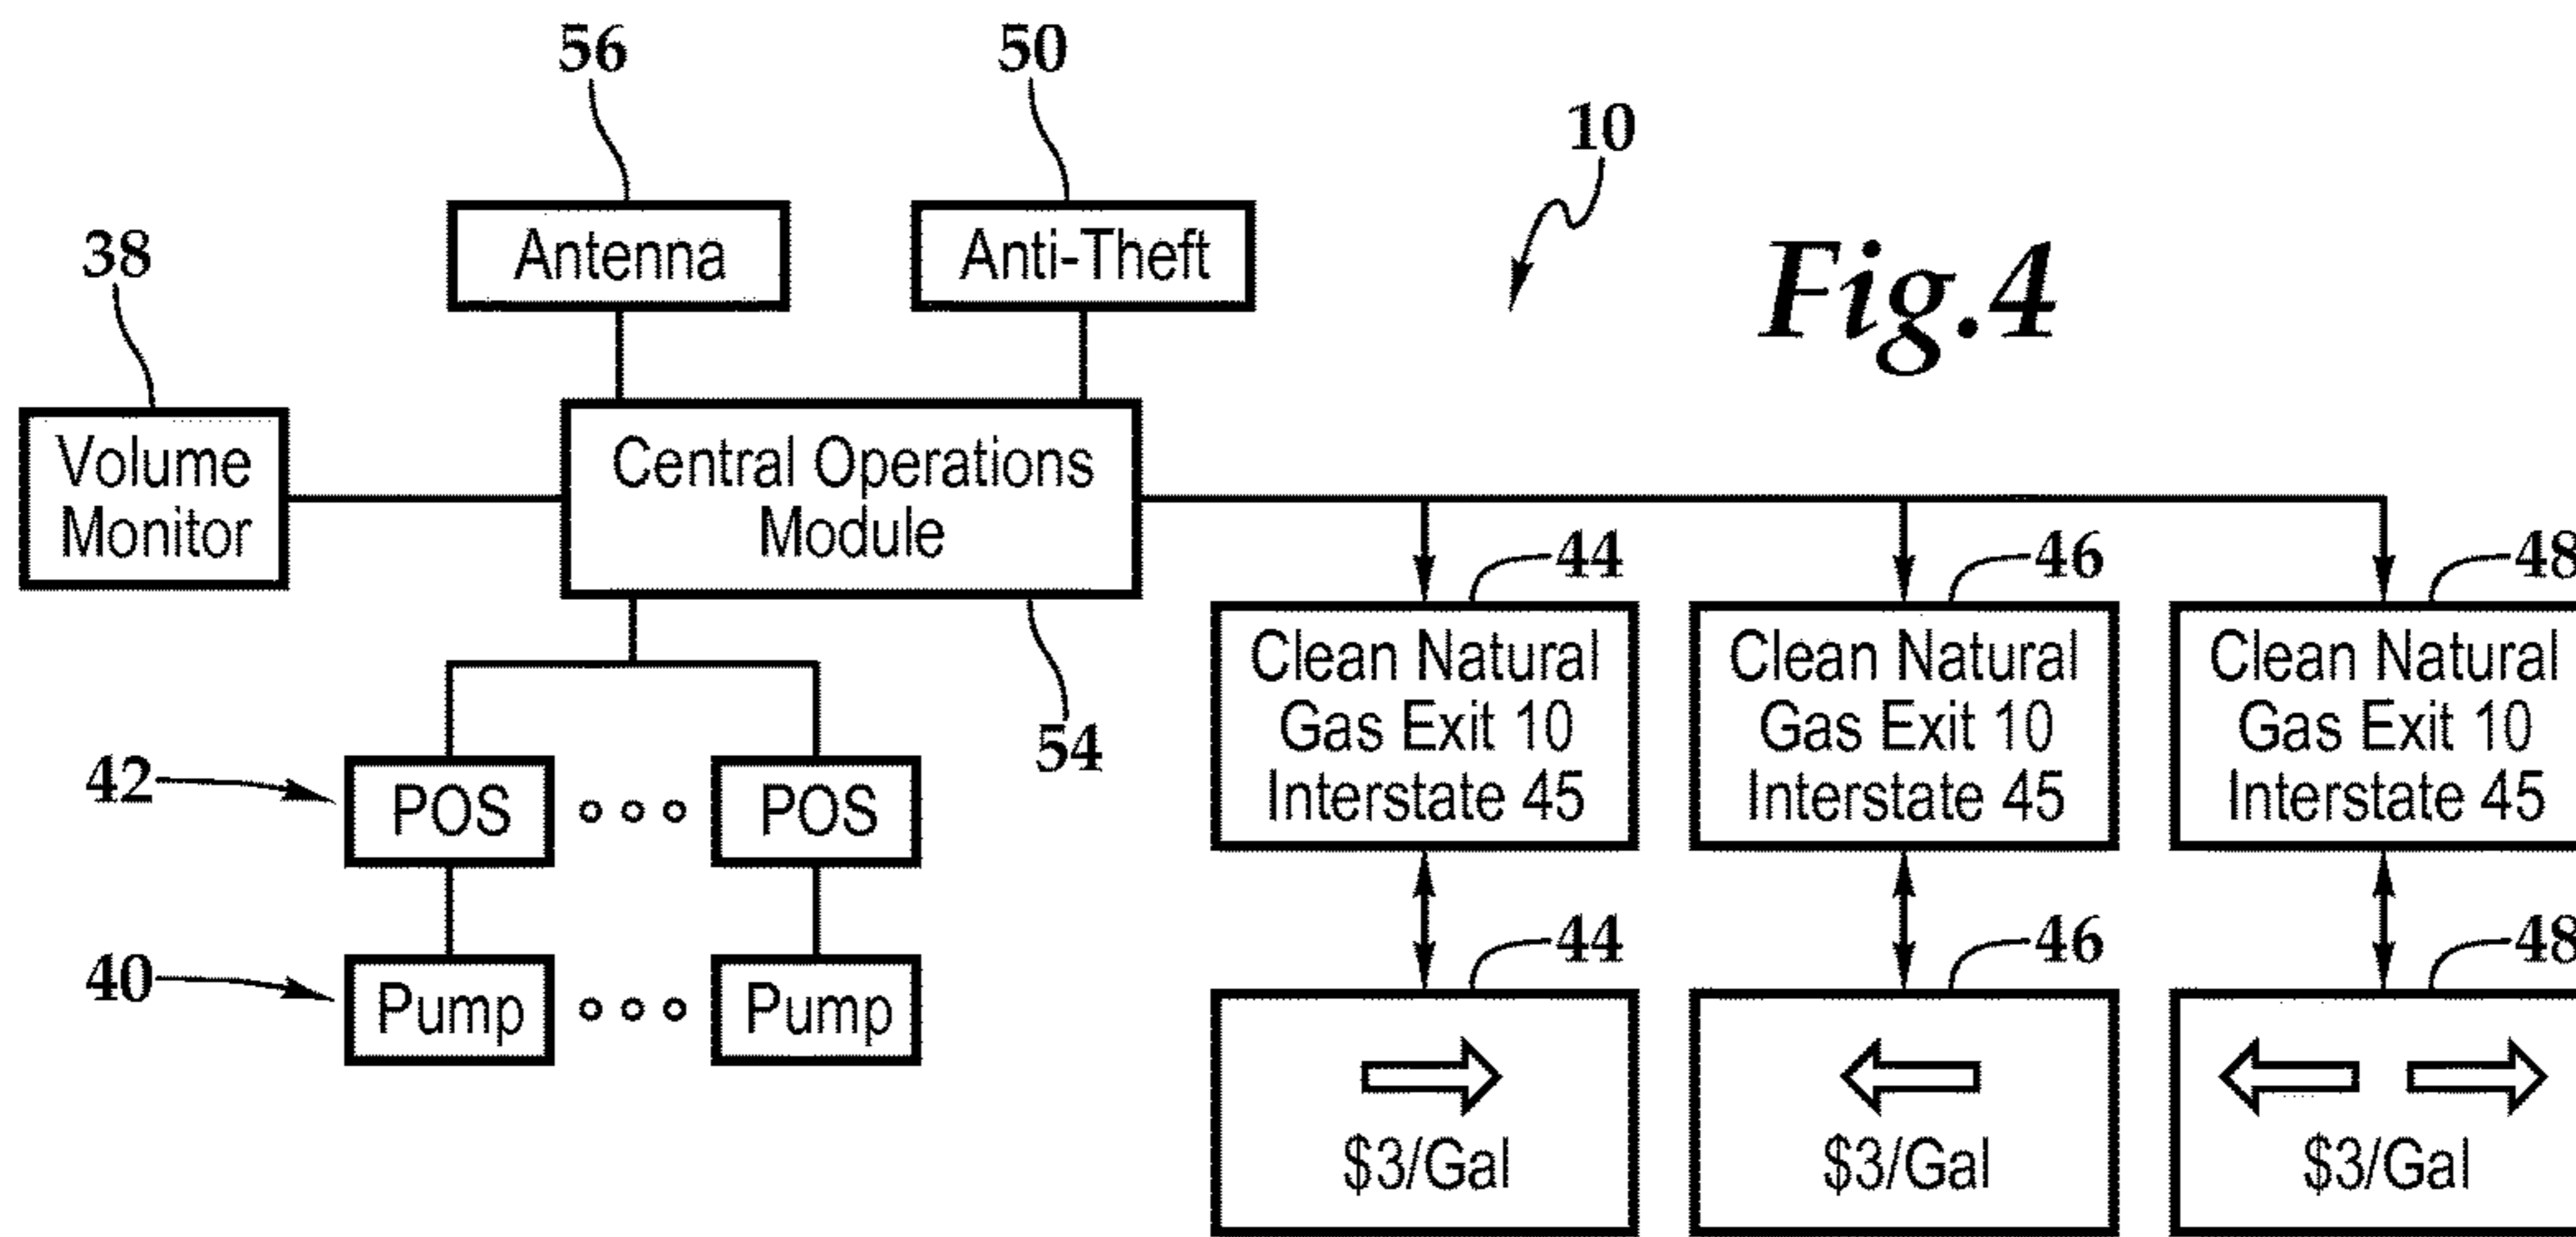 56
50
10
Fig.4
Antenna
Anti-Theft
38
Volume
Monitor
Central Operations
Module
54
44
46
48
Clean Natural
Gas Exit 10
Interstate 45
Clean Natural
Gas Exit 10
Interstate 45
Clean Natural
Gas Exit 10
Interstate 45
42
POS
POS
40
Pump
Pump
44
46
48
$3/Gal
$3/Gal
$3/Gal